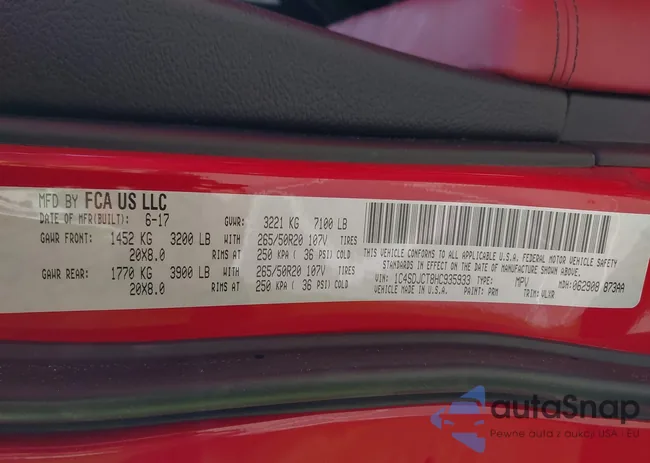 MFD BY FCA US LLC
DATE OF MFR(BUILT): 6-17 GVWR: 3221 KG 7100 LB
GAWR FRONT: 1452 KG 3200 LB WITH 265/50R20 107V TIRES
20X8.0 RIMS AT 250 KPA ( 36 PSI) COLD
GAWR REAR: 1770 KG 3900 LB WITH 265/50R20 107V TIRES
20X8.0 RIMS AT 250 KPA ( 36 PSI) COLD
THIS VEHICLE CONFORMS TO ALL APPLICABLE U.S.A. FEDERAL MOTOR VEHICLE SAFETY
STANDARDS IN EFFECT ON THE DATE OF MANUFACTURE SHOWN ABOVE.
VIN: 1C4SDJCT8HC935933 TYPE: MPV MDH: 062908 873AA
VEHICLE MADE IN U.S.A. PAINT: PRM TRIM: VLXR
autoSnap
Pewne auta z aukcji USA - EU